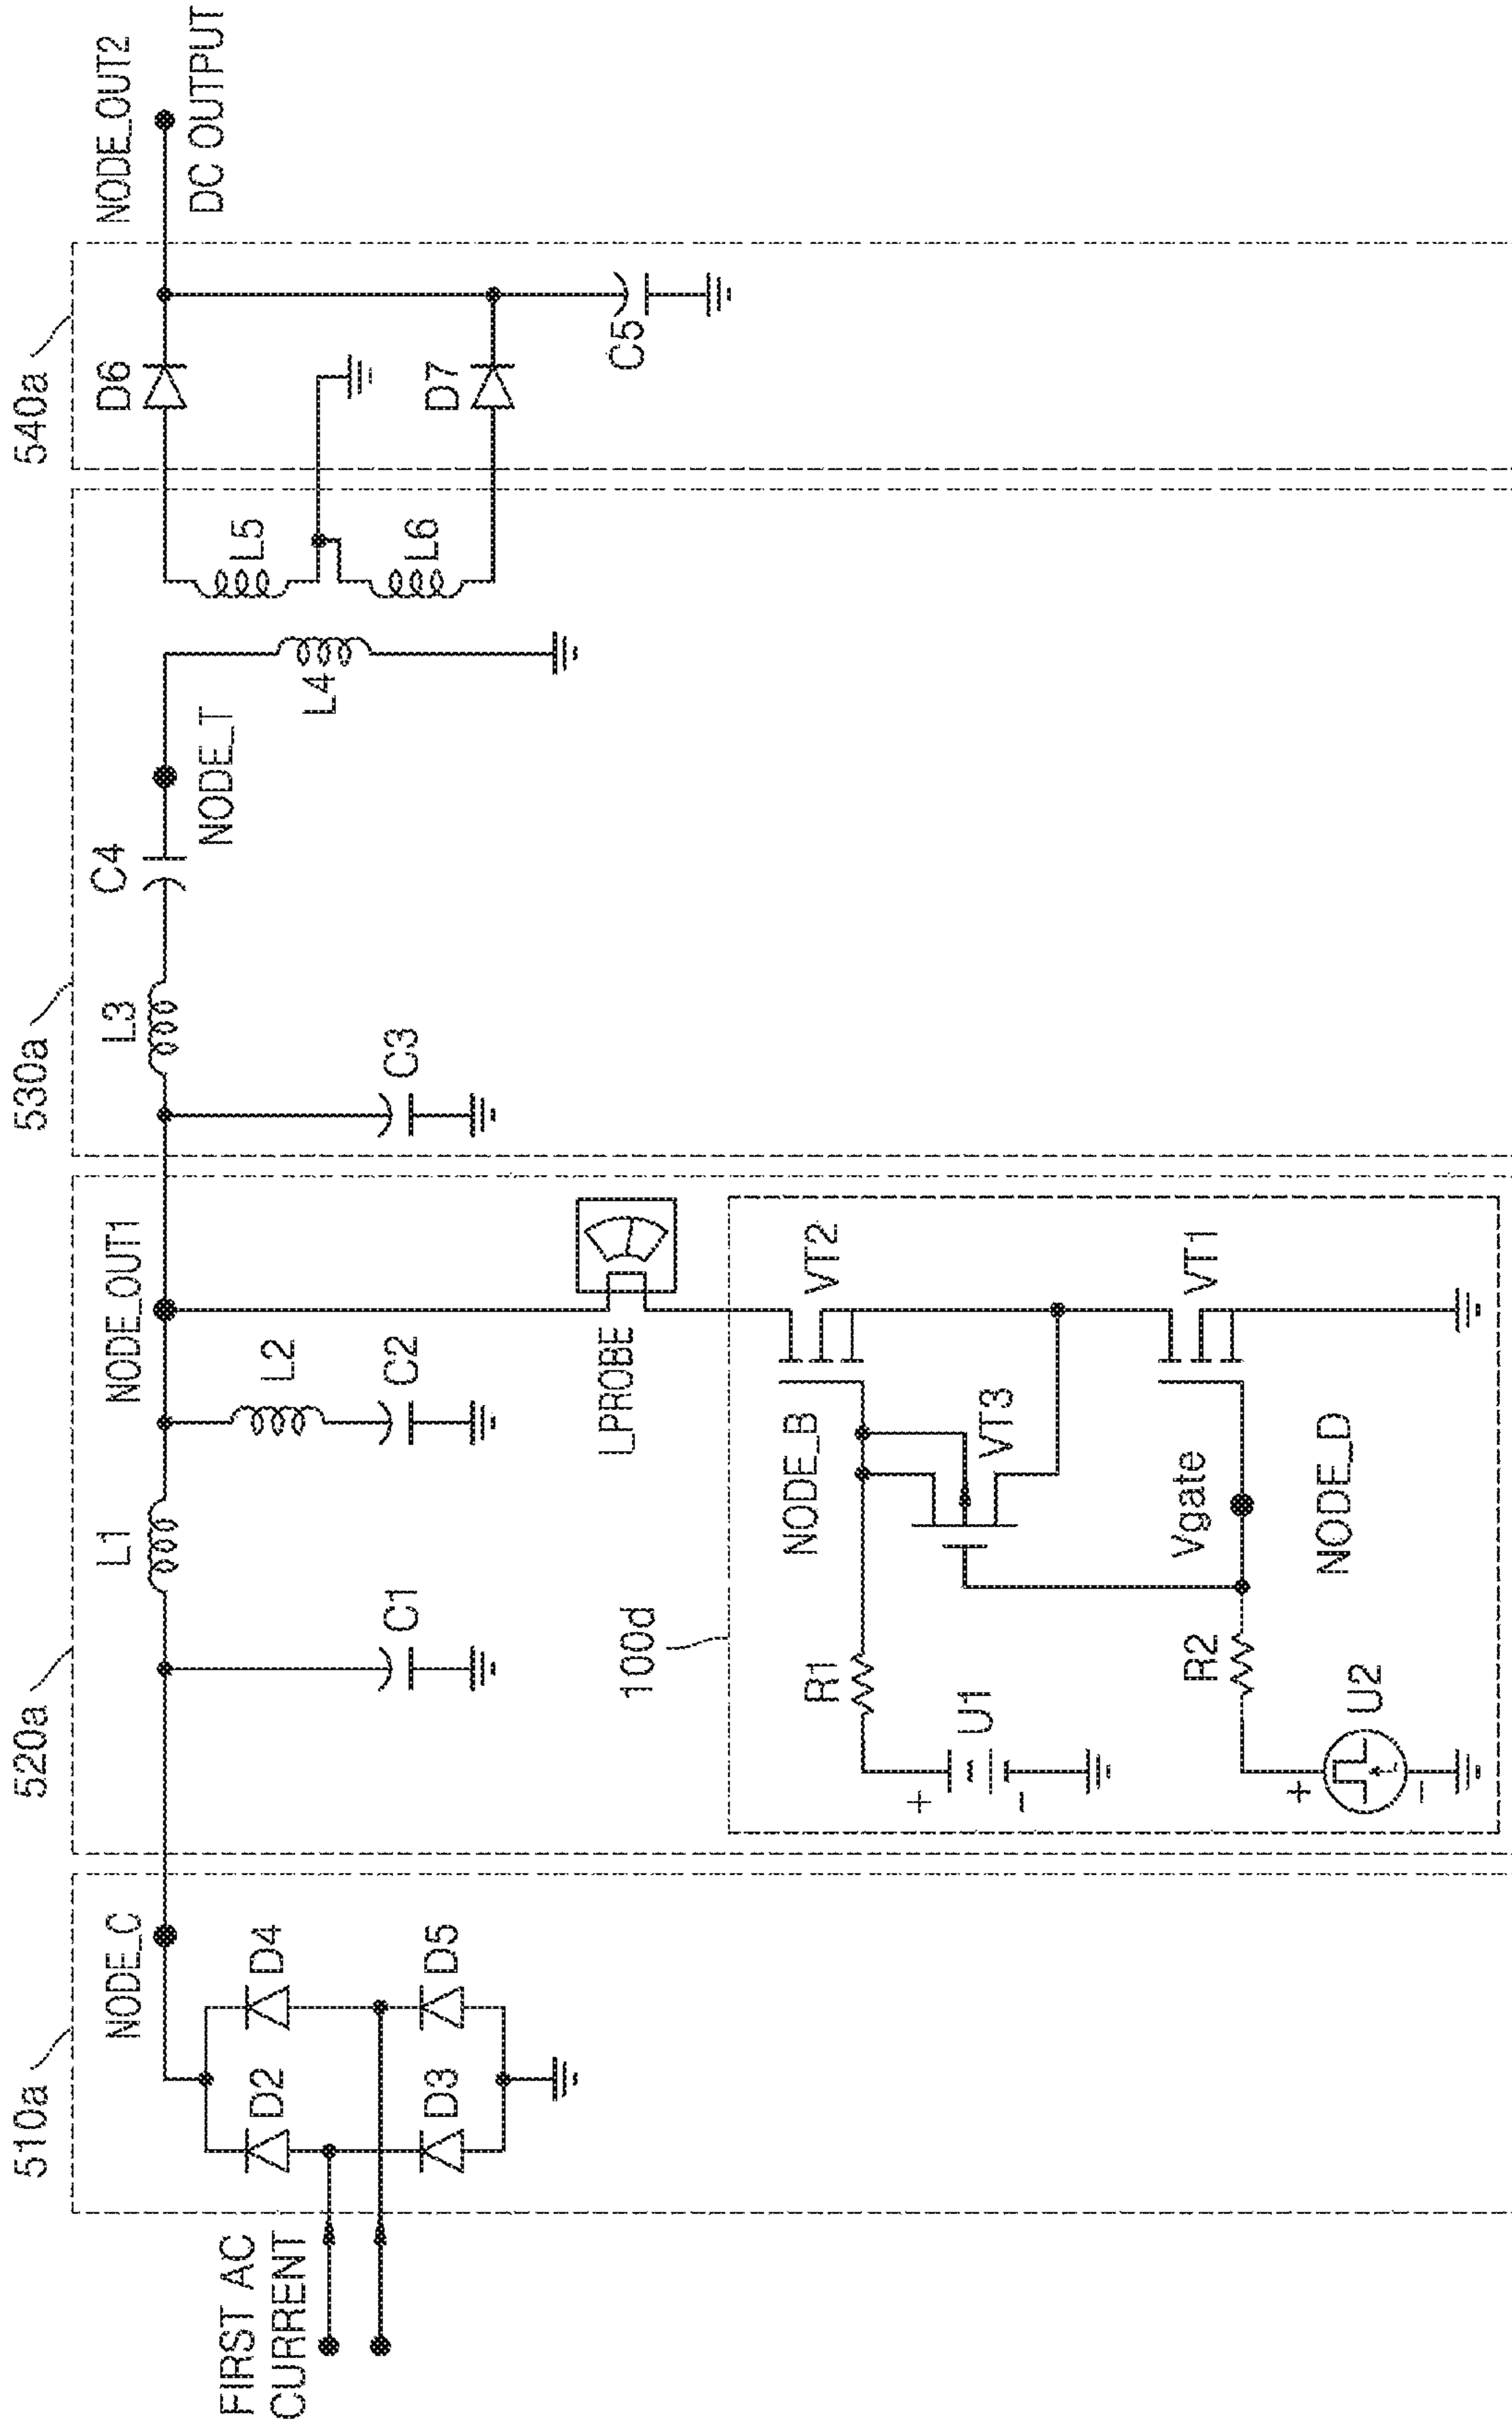 510a
520a
530a
540a
FIRST AC
CURRENT
NODE_C
D2
D4
D3
D5
L1
C1
L2
C2
NODE_OUT1
LPROBE
100d
R1
U1
+
-
NODE_B
VT3
VT2
VT1
Vgate
NODE_D
R2
U2
+
-
L3
C3
C4
NODE_T
L4
L5
L6
D6
D7
C5
NODE_OUT2
DC OUTPUT